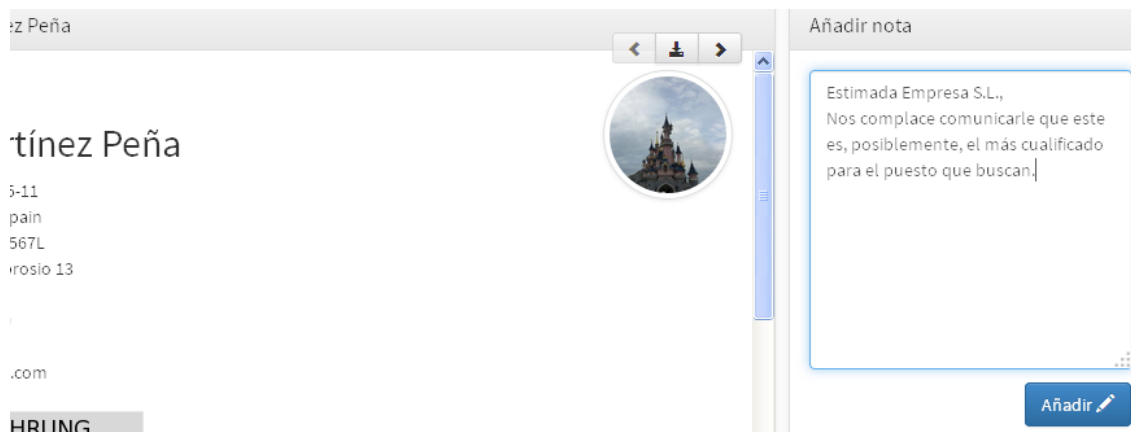 ez Peña
Añadir nota
Estimada Empresa S.L.,
Nos complace comunicarle que este
es, posiblemente, el más cualificado
para el puesto que buscan.
rtínez Peña
5-11
pain
567L
rosio 13
.com
HRUNG
Añadir